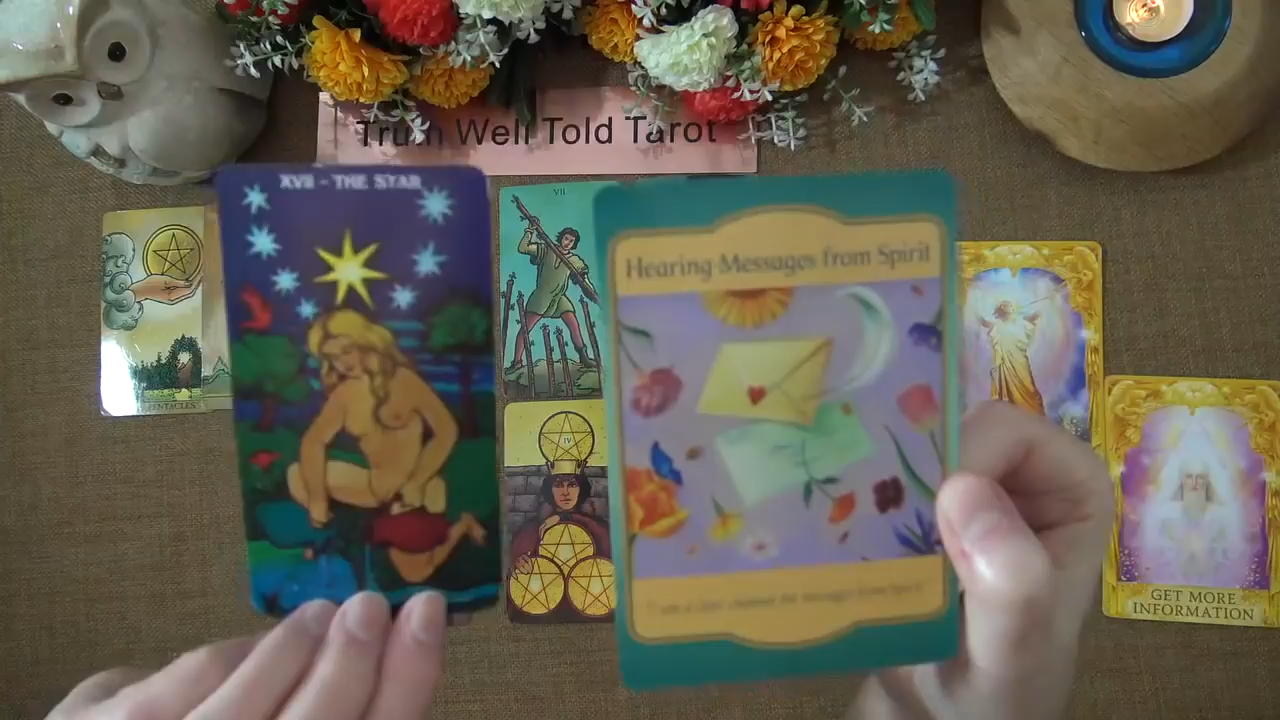 Truth Well Told Tarot
XVII - THE STAR
VII
Hearing Messages from Spirit
IV
PENTACLES
GET MORE
INFORMATION